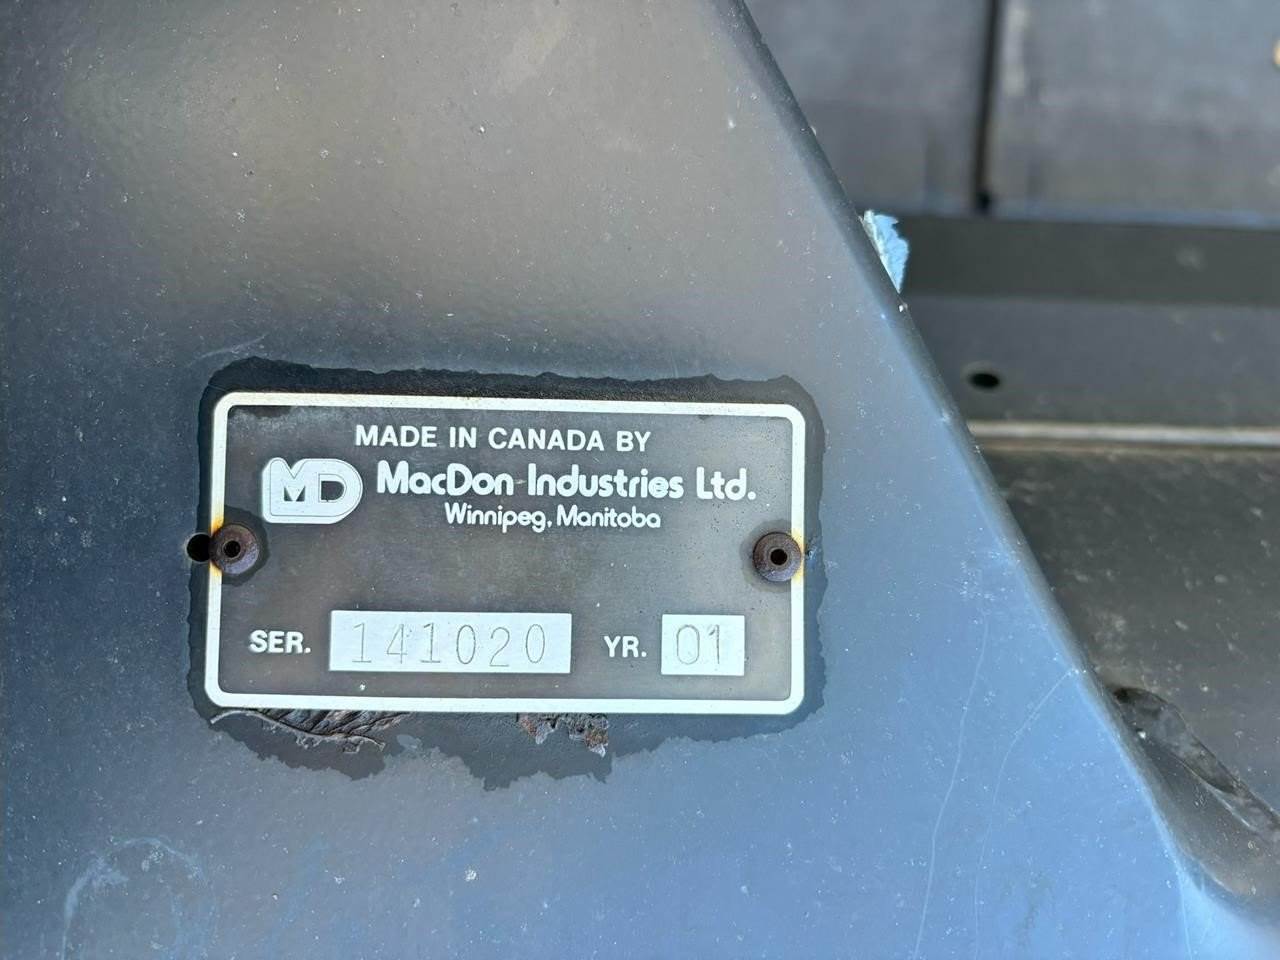 MADE IN CANADA BY
MD MacDon Industries Ltd.
Winnipeg, Manitoba
SER. 141020 YR. 01